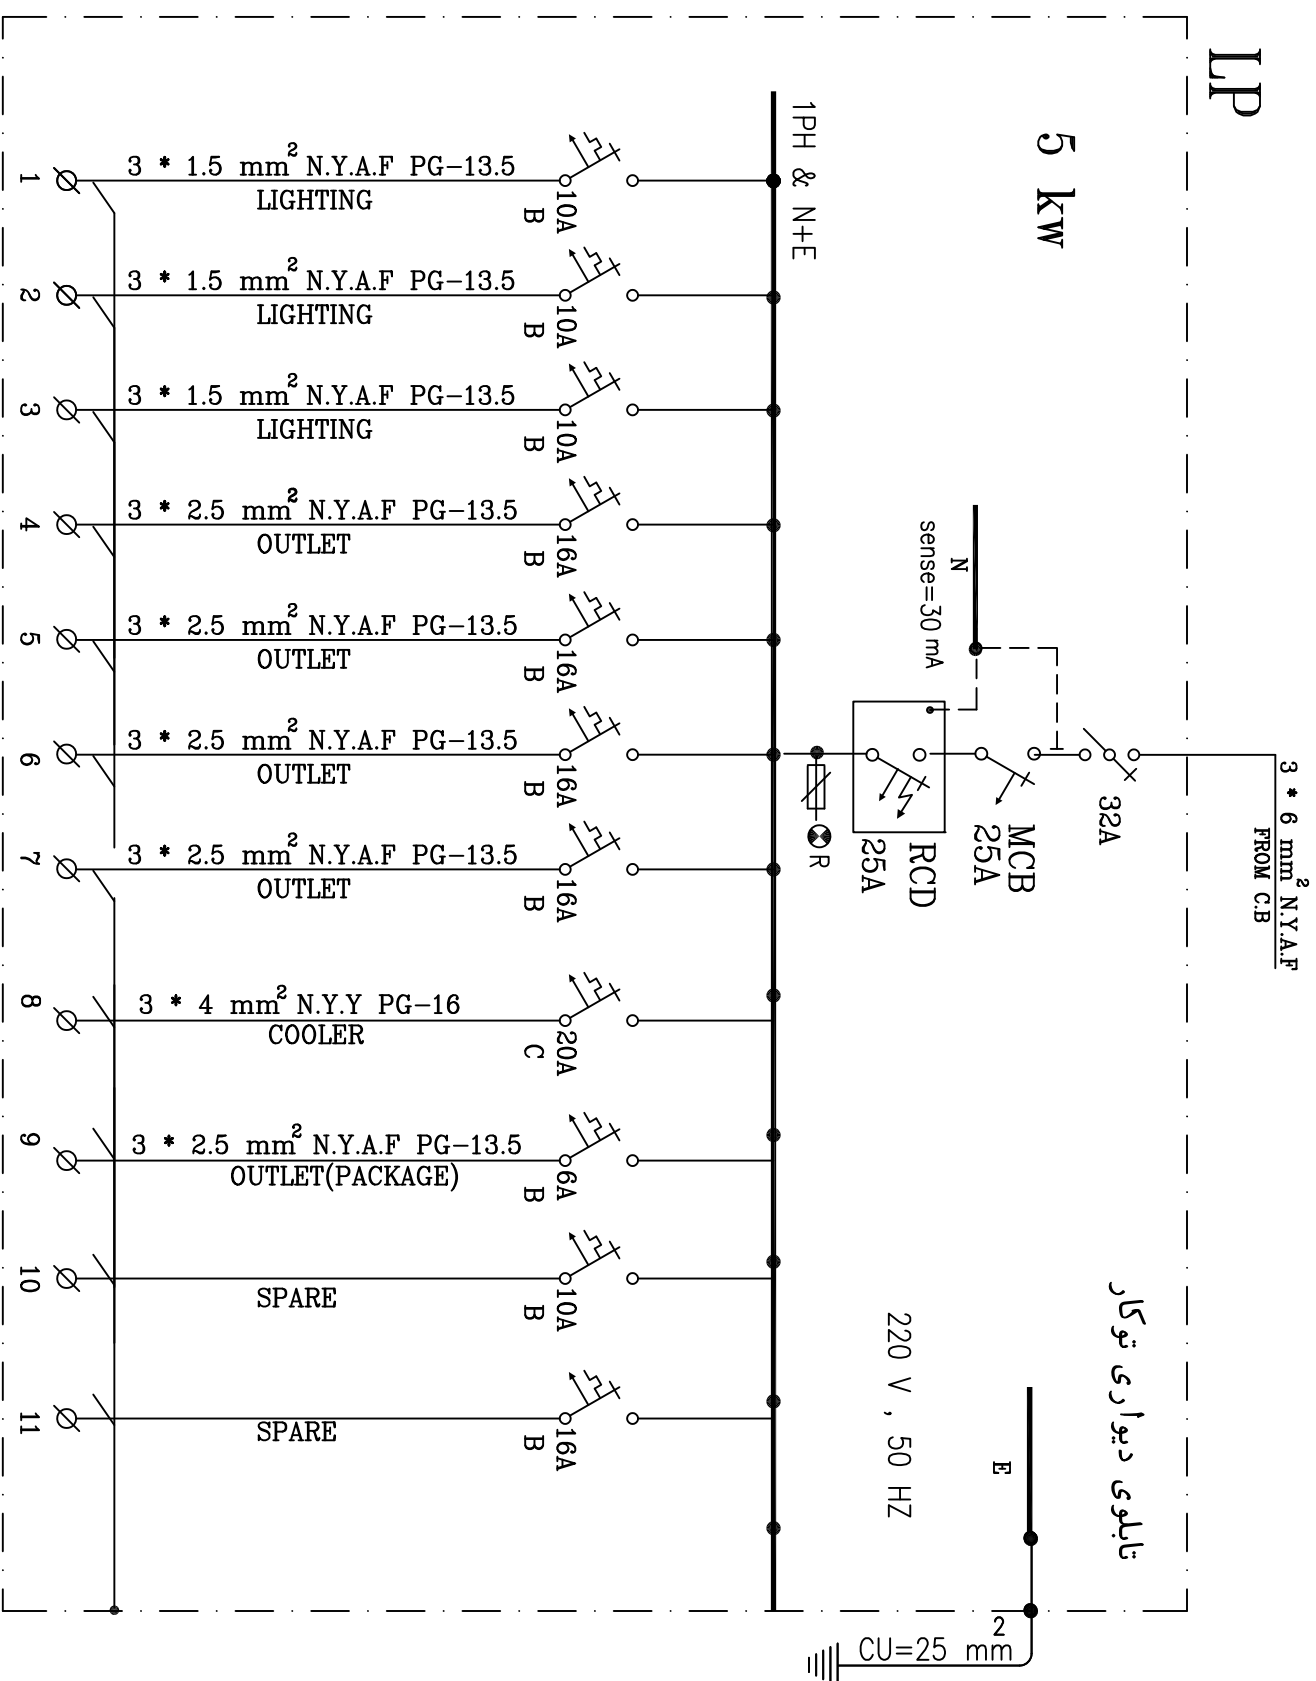 LP
5 kw
3 * 6 mm² N.Y.A.F
FROM C.B
32A
MCB
25A
RCD
25A
N
sense=30 mA
R
1PH & N+E
220 V , 50 HZ
تابلوی دیواری توکار
E
CU=25 mm²
3 * 1.5 mm² N.Y.A.F PG-13.5
LIGHTING
10A
B
1
3 * 1.5 mm² N.Y.A.F PG-13.5
LIGHTING
10A
B
2
3 * 1.5 mm² N.Y.A.F PG-13.5
LIGHTING
10A
B
3
3 * 2.5 mm² N.Y.A.F PG-13.5
OUTLET
16A
B
4
3 * 2.5 mm² N.Y.A.F PG-13.5
OUTLET
16A
B
5
3 * 2.5 mm² N.Y.A.F PG-13.5
OUTLET
16A
B
6
3 * 2.5 mm² N.Y.A.F PG-13.5
OUTLET
16A
B
7
3 * 4 mm² N.Y.Y PG-16
COOLER
20A
C
8
3 * 2.5 mm² N.Y.A.F PG-13.5
OUTLET(PACKAGE)
6A
B
9
SPARE
10A
B
10
SPARE
16A
B
11